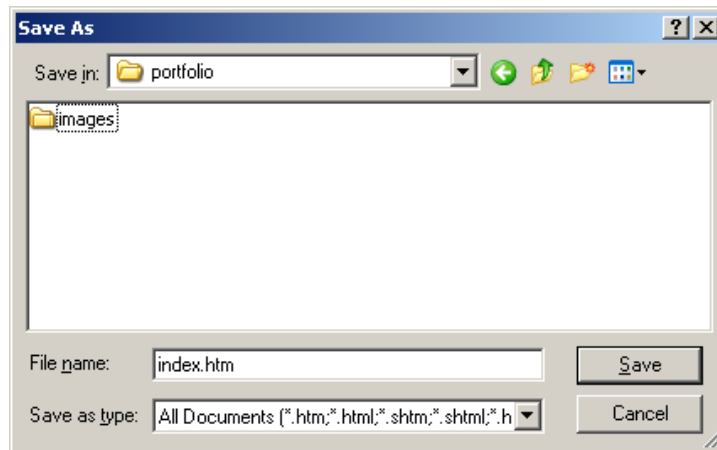 Save As
Save in: portfolio
images
File name: index.htm Save
Save as type: All Documents (*.htm;*.html;*.shtm;*.shtml;*.h Cancel